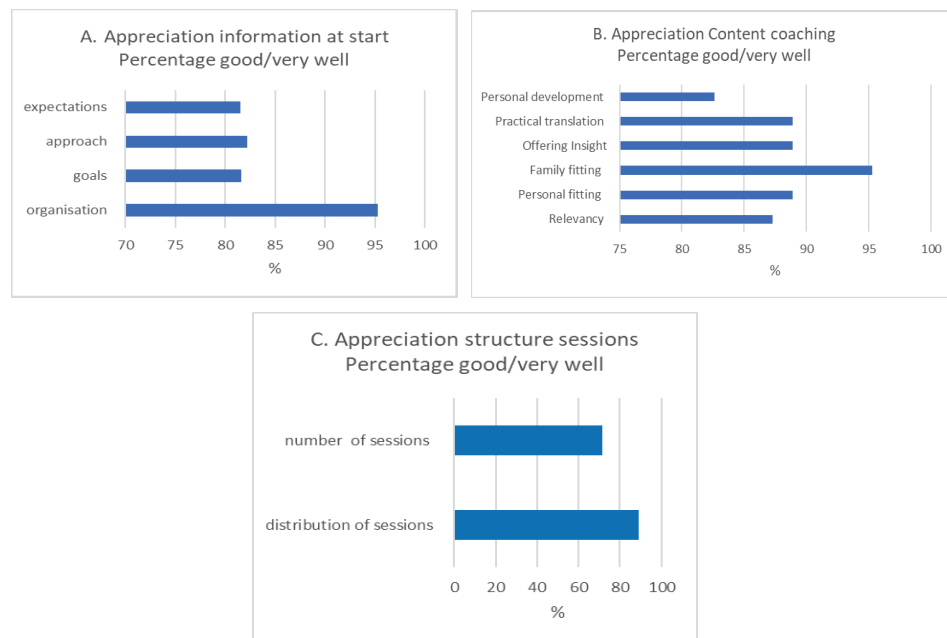 A. Appreciation information at start
Percentage good/very well
expectations
approach
goals
organisation
70 75 80 85 90 95 100
%
B. Appreciation Content coaching
Percentage good/very well
Personal development
Practical translation
Offering Insight
Family fitting
Personal fitting
Relevancy
75 80 85 90 95 100
%
C. Appreciation structure sessions
Percentage good/very well
number of sessions
distribution of sessions
0 20 40 60 80 100
%